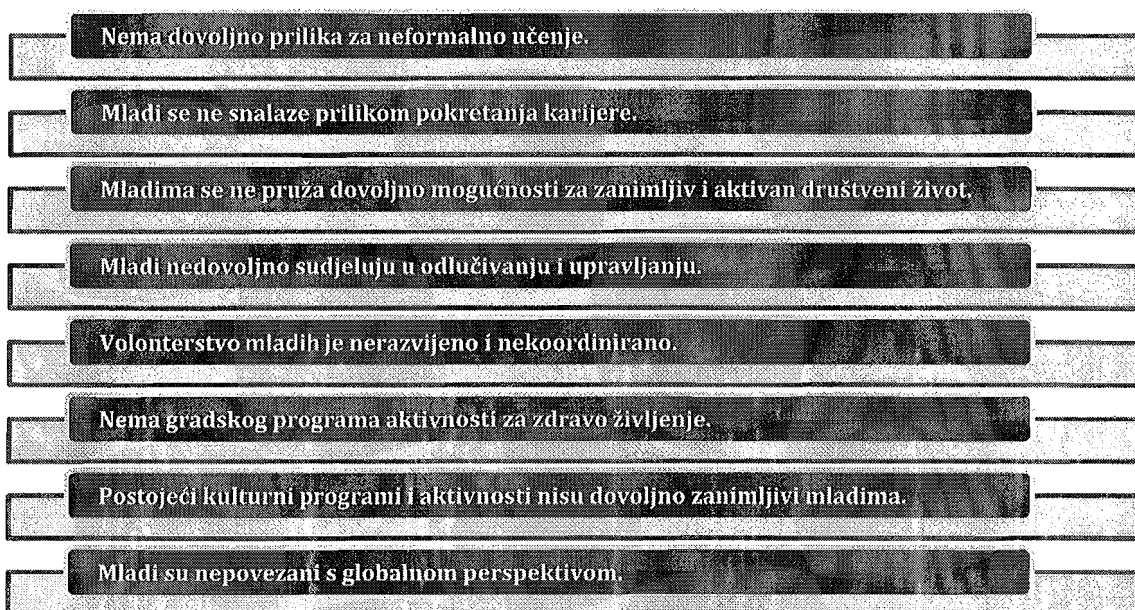 Nema dovoljno prilika za neformalno učenje.
Mladi se ne snalaze prilikom pokretanja karijere.
Mladima se ne pruža dovoljno mogućnosti za zanimljiv i aktivan društveni život.
Mladi nedovoljno sudjeluju u odlučivanju i upravljanju.
Volonterstvo mladih je nerazvijeno i nekoordinirano.
Nema gradskog programa aktivnosti za zdravo življenje.
Postojeći kulturni programi i aktivnosti nisu dovoljno zanimljivi mladima.
Mladi su nepovezani s globalnom perspektivom.